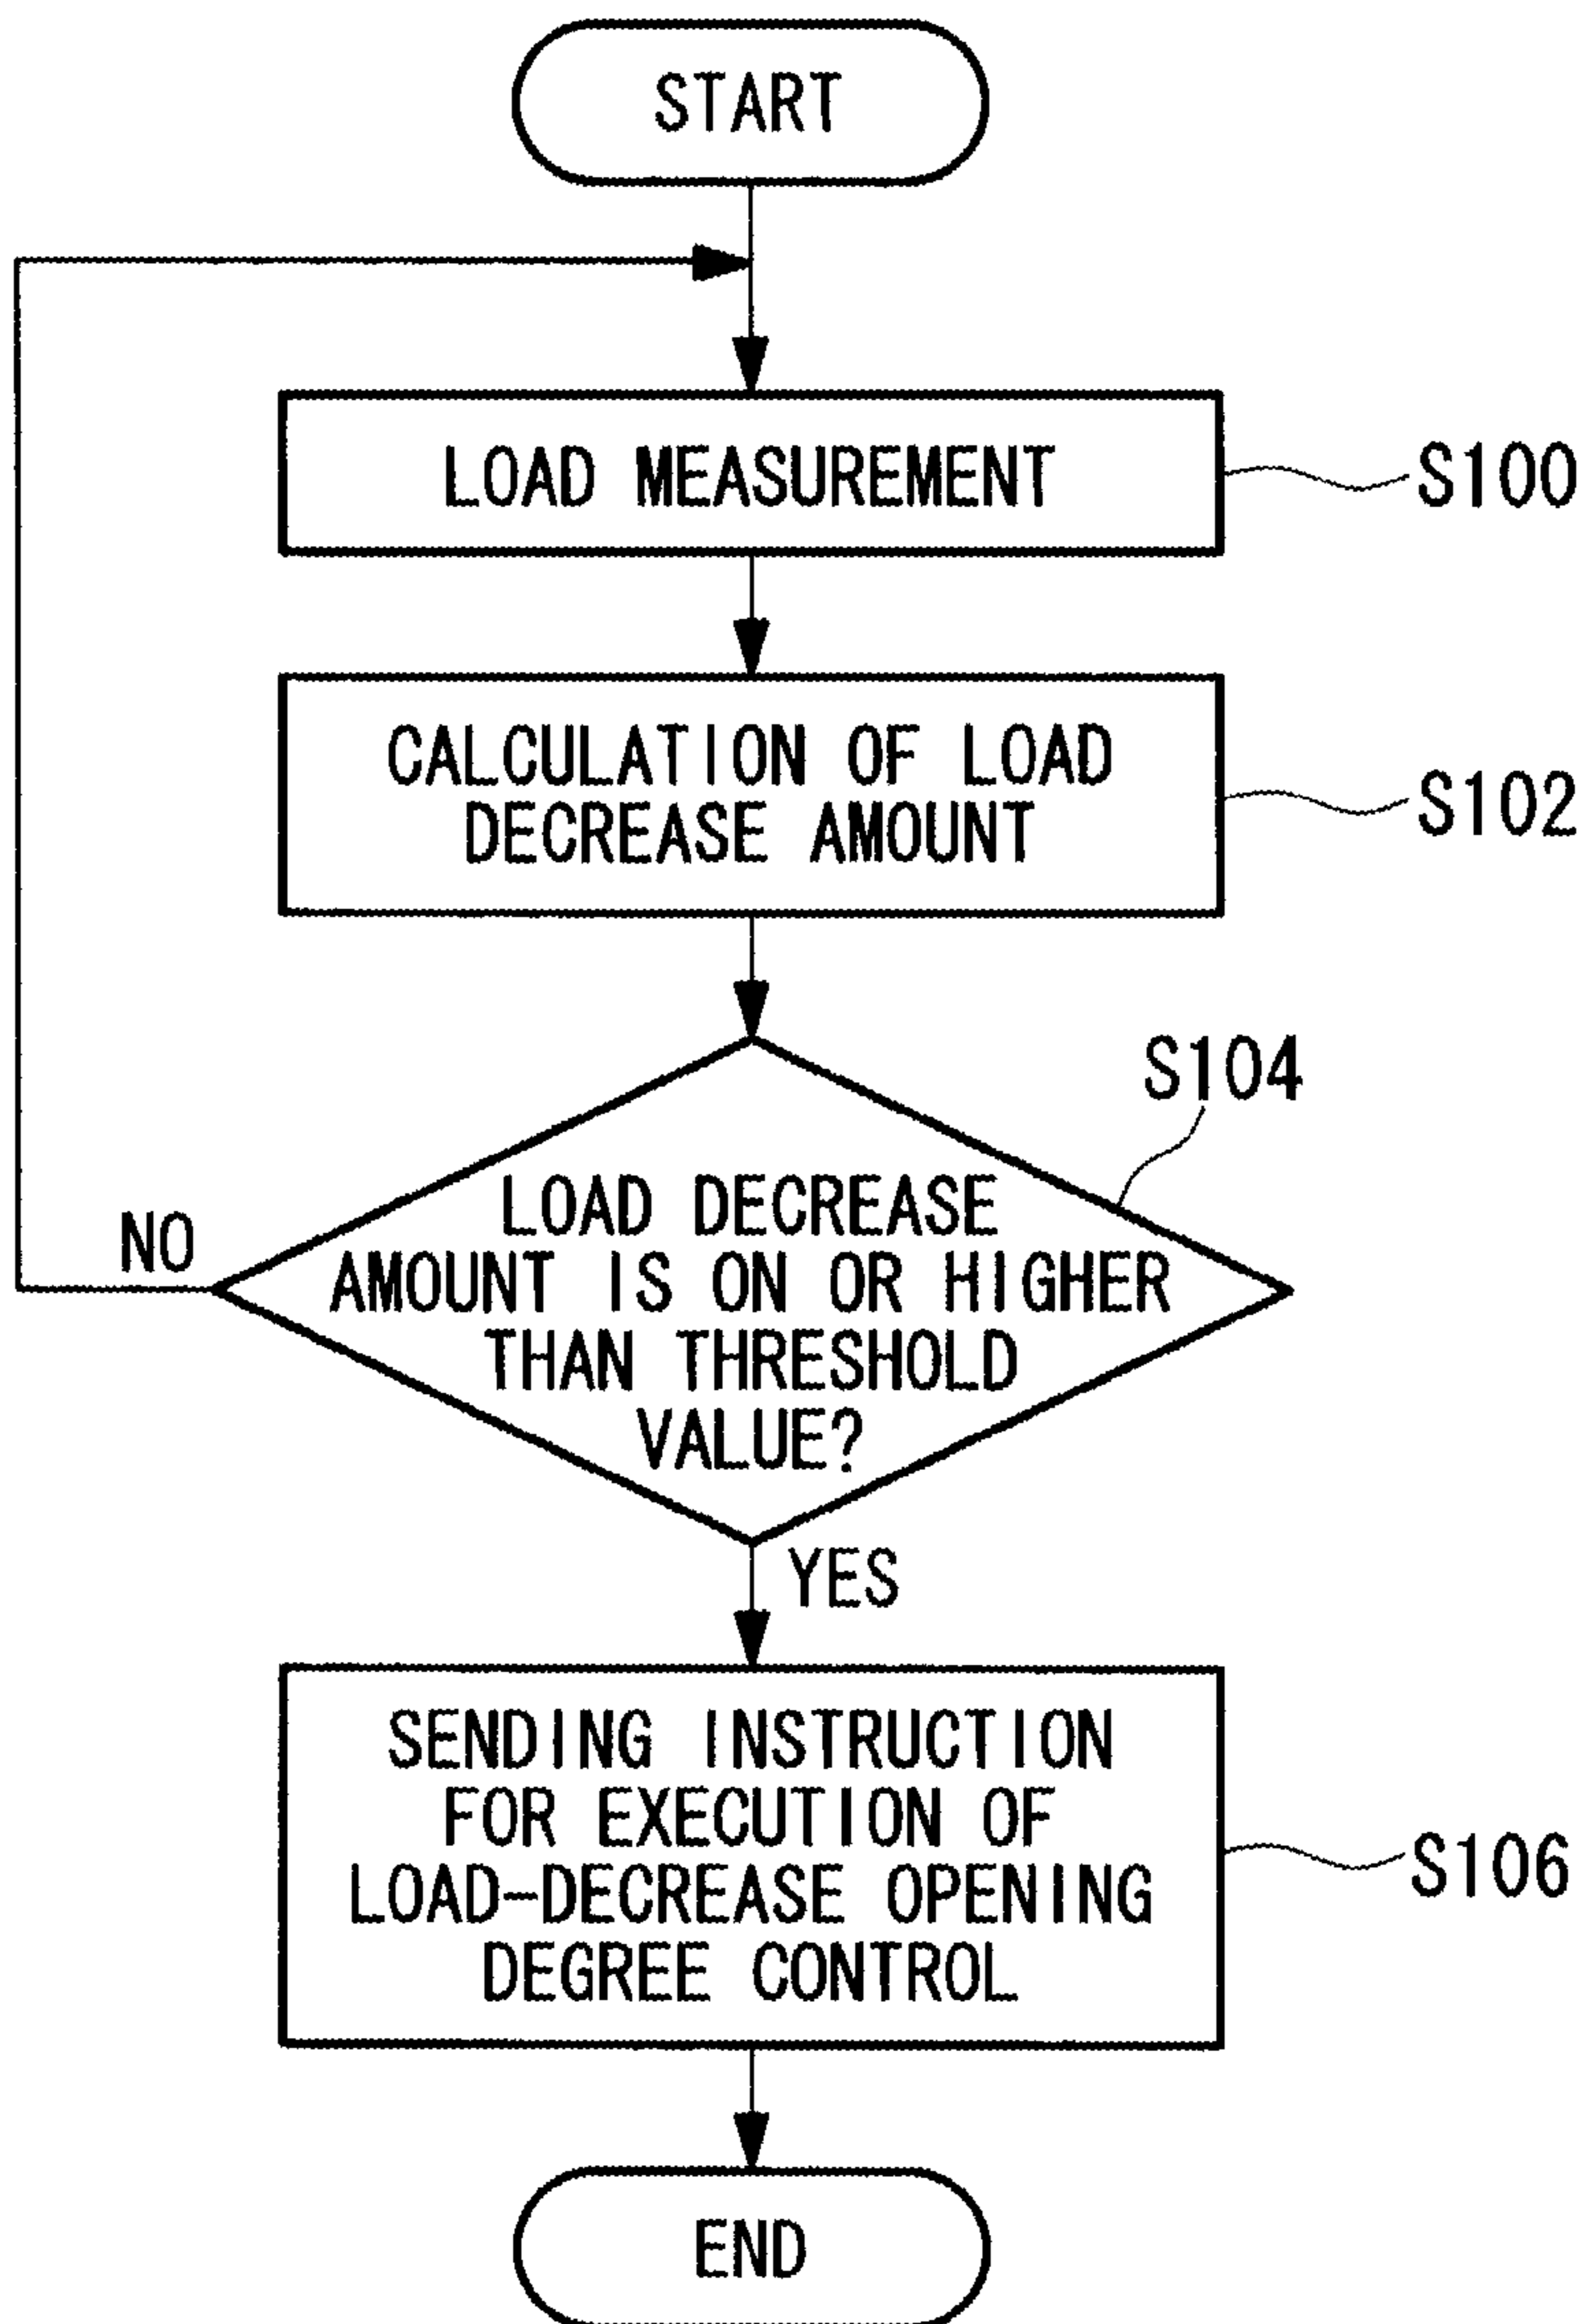 START
LOAD MEASUREMENT
S100
CALCULATION OF LOAD
DECREASE AMOUNT
S102
S104
LOAD DECREASE
AMOUNT IS ON OR HIGHER
THAN THRESHOLD
VALUE?
NO
YES
SENDING INSTRUCTION
FOR EXECUTION OF
LOAD-DECREASE OPENING
DEGREE CONTROL
S106
END